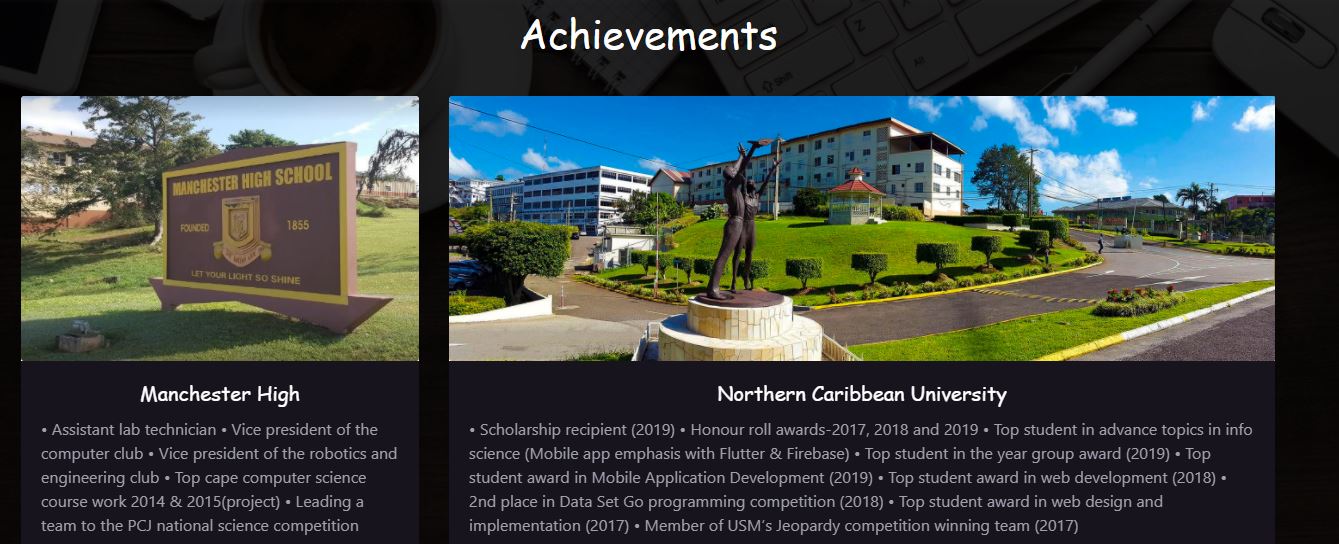 Achievements
Z
Shift
Alt
MANCHESTER HIGH SCHOOL
FOUNDED 1855
LET YOUR LIGHT SO SHINE
Manchester High
• Assistant lab technician • Vice president of the
computer club • Vice president of the robotics and
engineering club • Top cape computer science
course work 2014 & 2015(project) • Leading a
team to the PCJ national science competition
Northern Caribbean University
• Scholarship recipient (2019) • Honour roll awards-2017, 2018 and 2019 • Top student in advance topics in info
science (Mobile app emphasis with Flutter & Firebase) • Top student in the year group award (2019) • Top
student award in Mobile Application Development (2019) • Top student award in web development (2018) •
2nd place in Data Set Go programming competition (2018) • Top student award in web design and
implementation (2017) • Member of USM's Jeopardy competition winning team (2017)